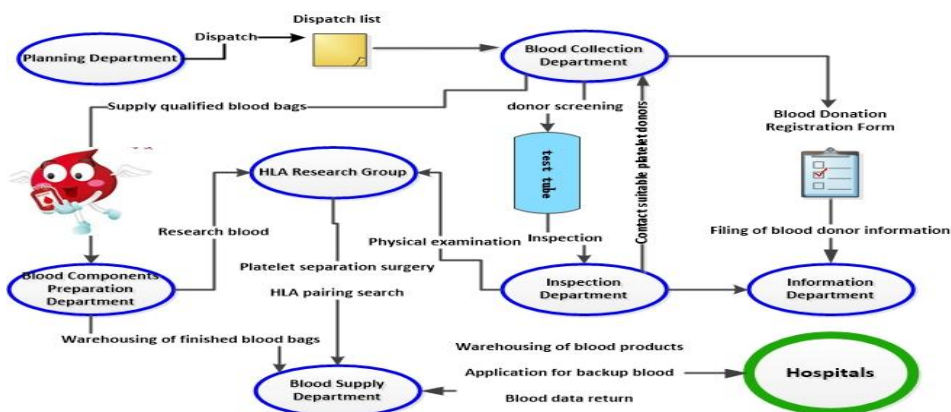 Dispatch list
Dispatch
Planning Department
Blood Collection
Department
Supply qualified blood bags
donor screening
Blood Donation
Registration Form
test tube
Contact suitable platelet donors
HLA Research Group
Research blood
Physical examination
Inspection
Filing of blood donor information
Platelet separation surgery
Blood Components
Preparation
Department
HLA pairing search
Inspection
Department
Information
Department
Warehousing of finished blood bags
Warehousing of blood products
Blood Supply
Department
Application for backup blood
Hospitals
Blood data return